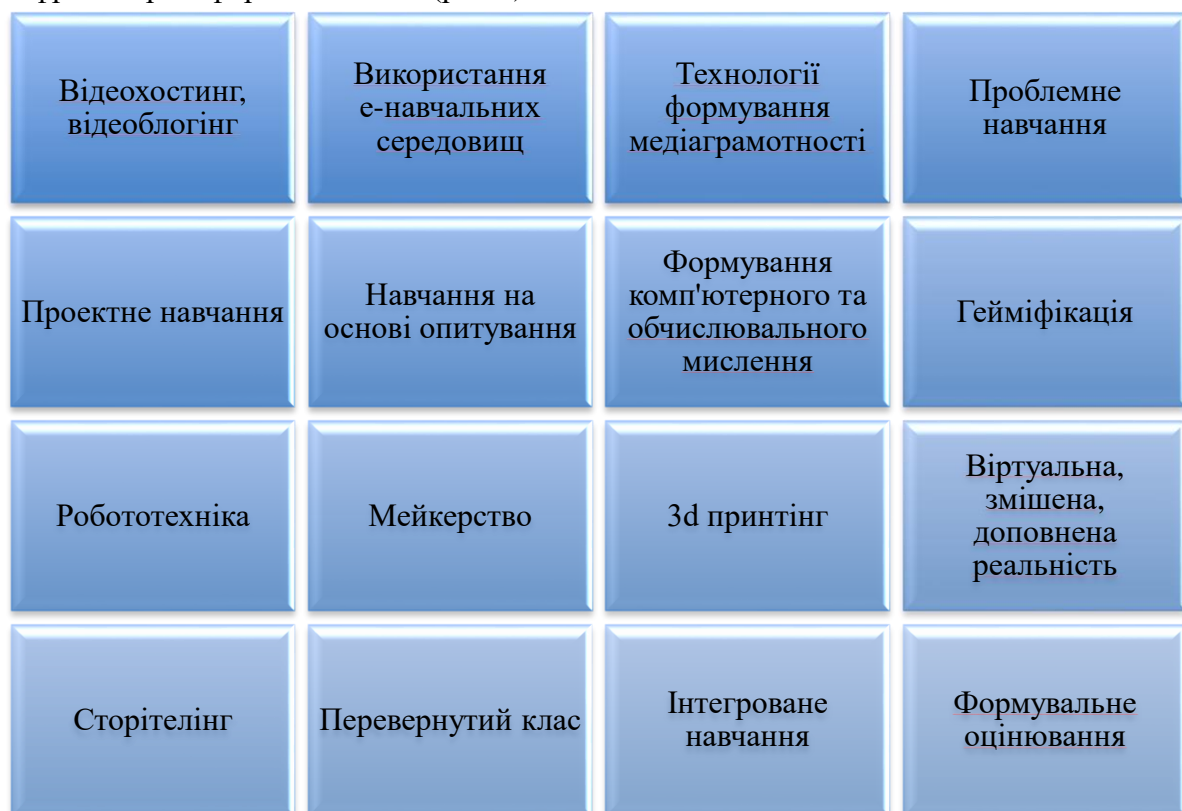 Відеохостинг,
відеоблогінг
Використання
е-навчальних
середовищ
Технології
формування
медіаграмотності
Проблемне
навчання
Проектне навчання
Навчання на
основі опитування
Формування
комп'ютерного та
обчислювального
мислення
Гейміфікація
Робототехніка
Мейкерство
3d принтінг
Віртуальна,
змішена,
доповнена
реальність
Сторітелінг
Перевернутий клас
Інтегроване
навчання
Формувальне
оцінювання